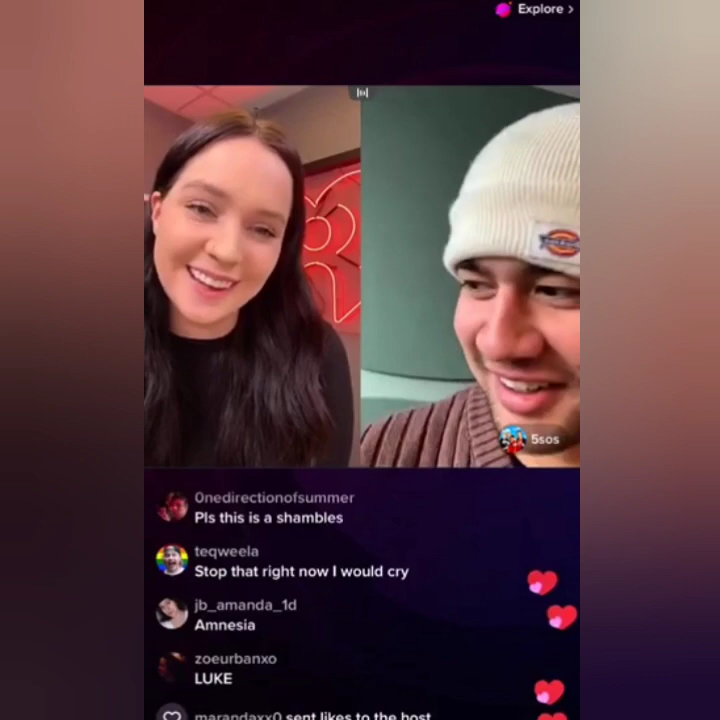 Explore >
5sos
0nedirectionofsummer
Pls this is a shambles
teqweela
Stop that right now I would cry
jb_amanda_1d
Amnesia
zoeurbanxo
LUKE
marandaxx0 sent likes to the host